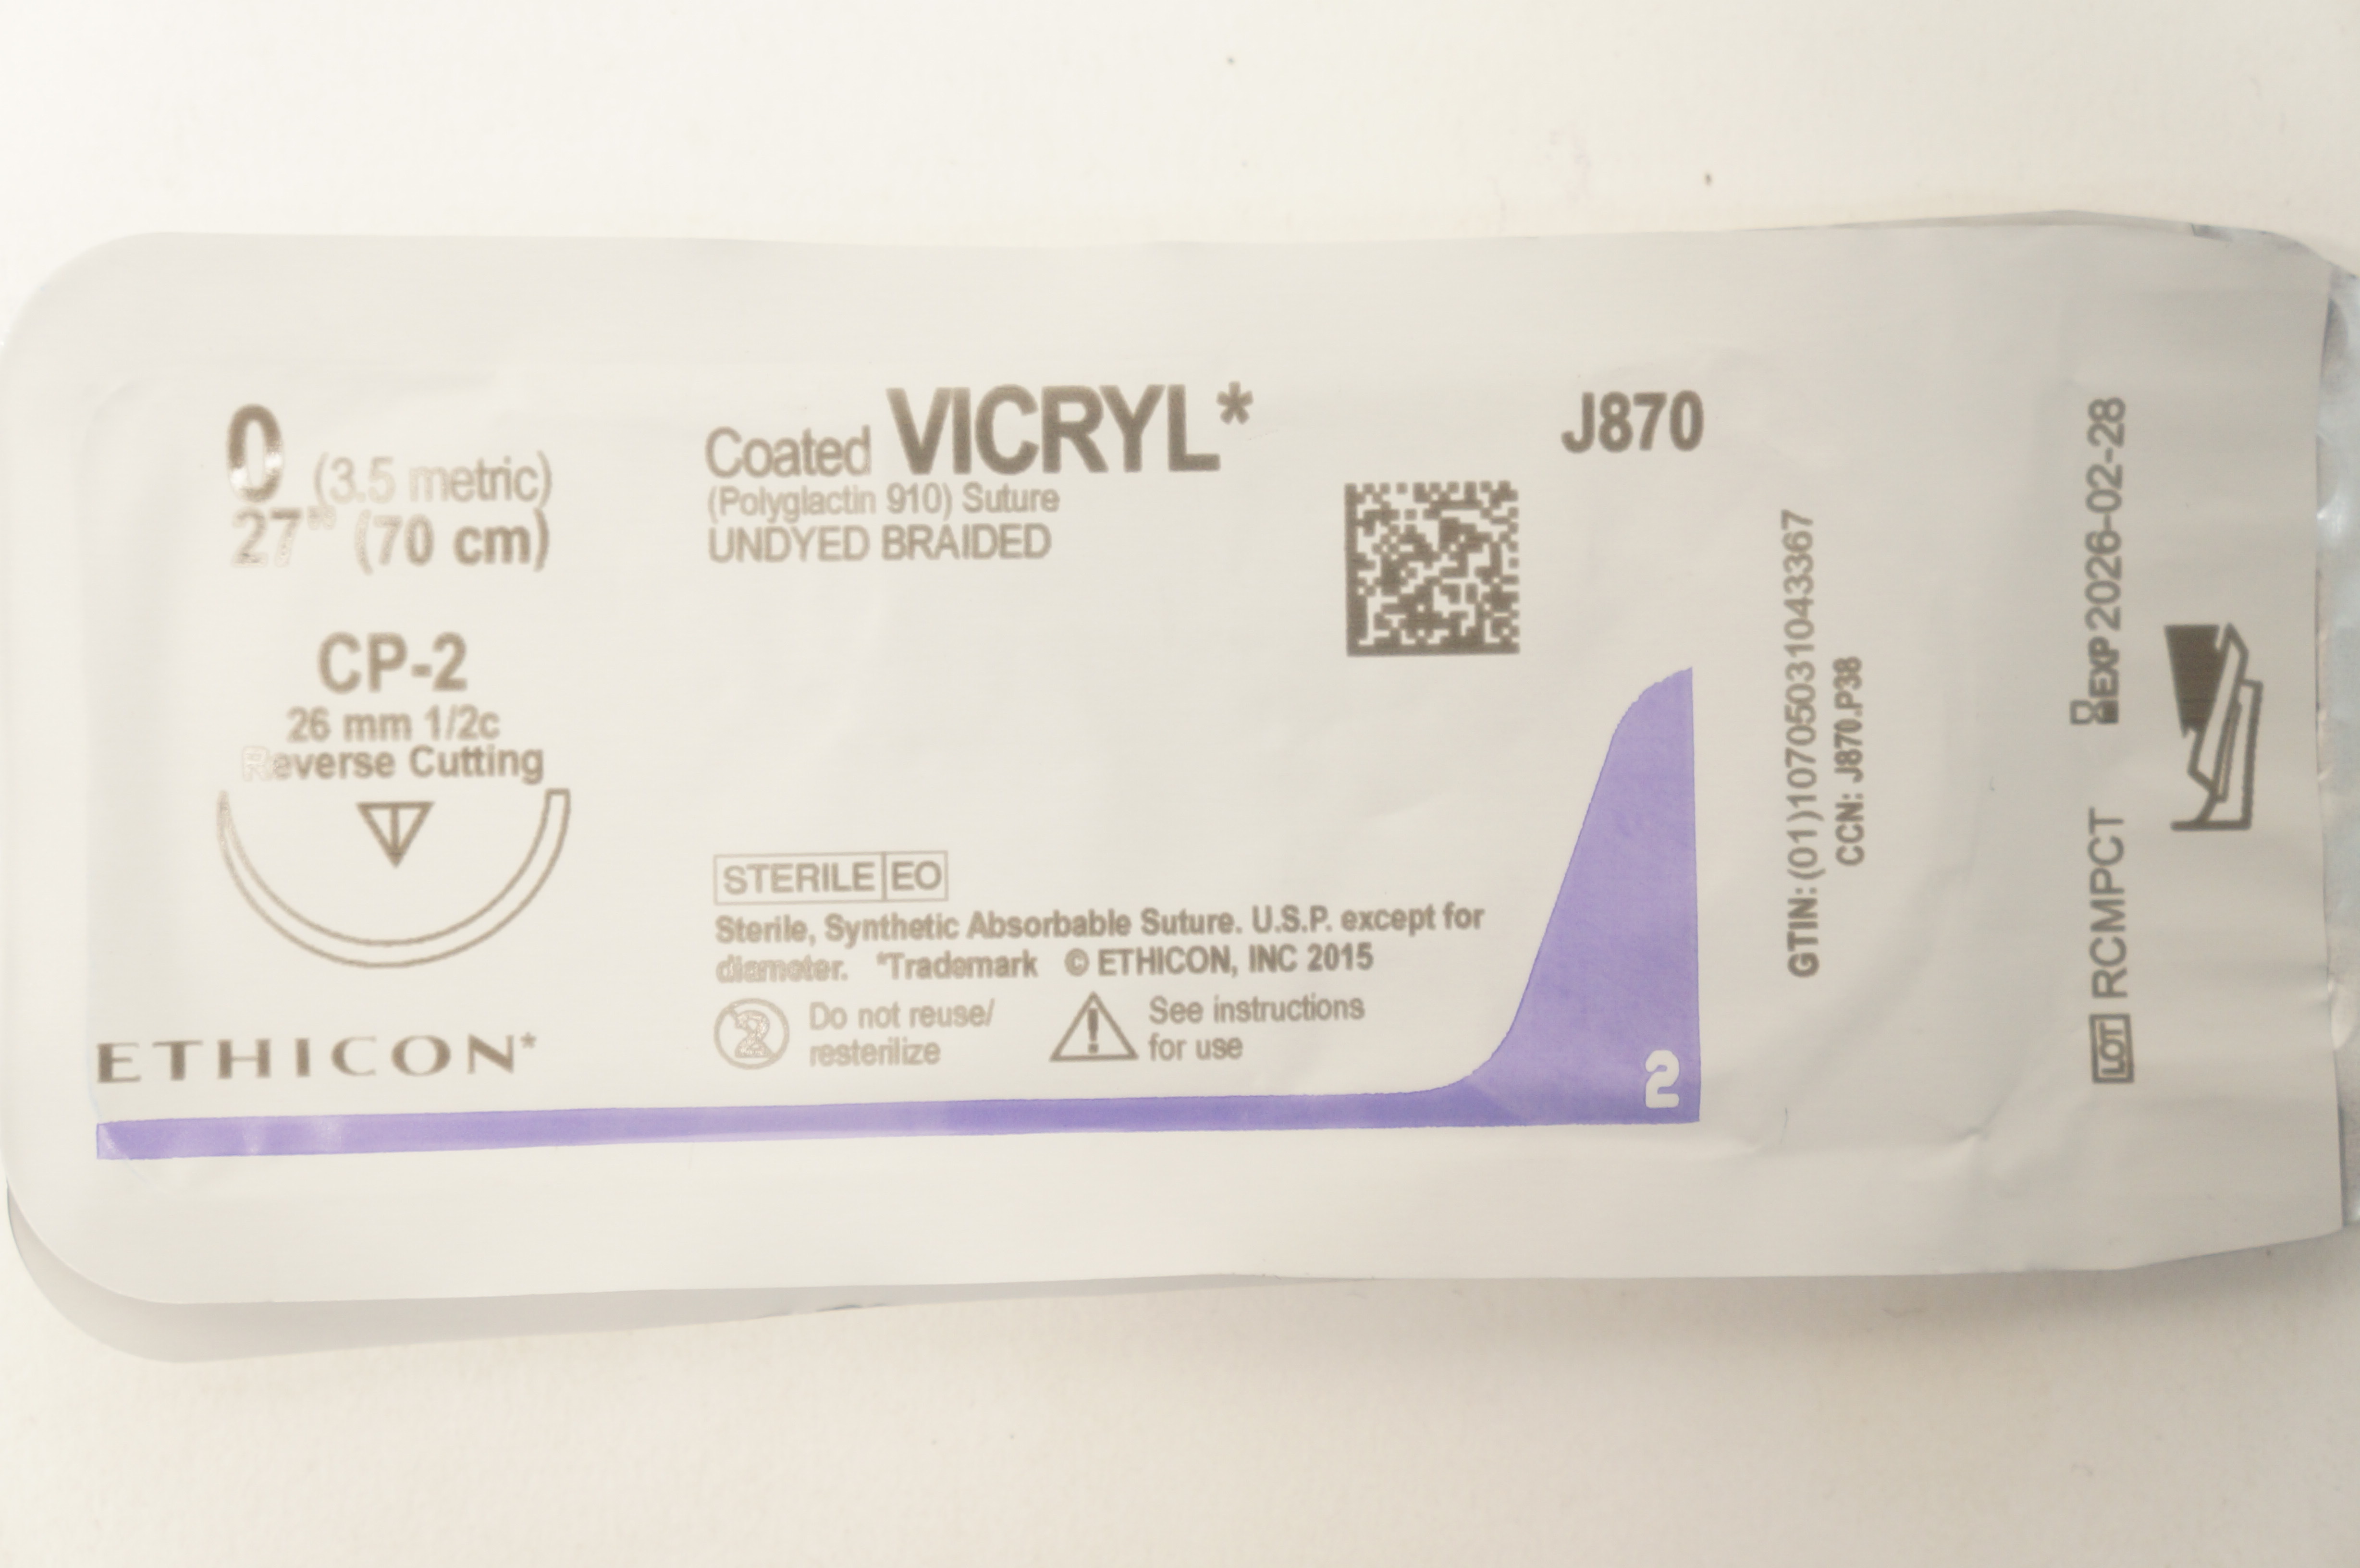 0 (3.5 metric)
27" (70 cm)
CP-2
26 mm 1/2c
Reverse Cutting
ETHICON*
Coated VICRYL*
(Polyglactin 910) Suture
UNDYED BRAIDED
STERILE EO
Sterile, Synthetic Absorbable Suture. U.S.P. except for
diameter. *Trademark © ETHICON, INC 2015
2 Do not reuse/
resterilize
! See instructions
for use
J870
2
GTIN:(01)10705031043367
CCN: J870.P38
EXP 2026-02-28
LOT RCMPCT